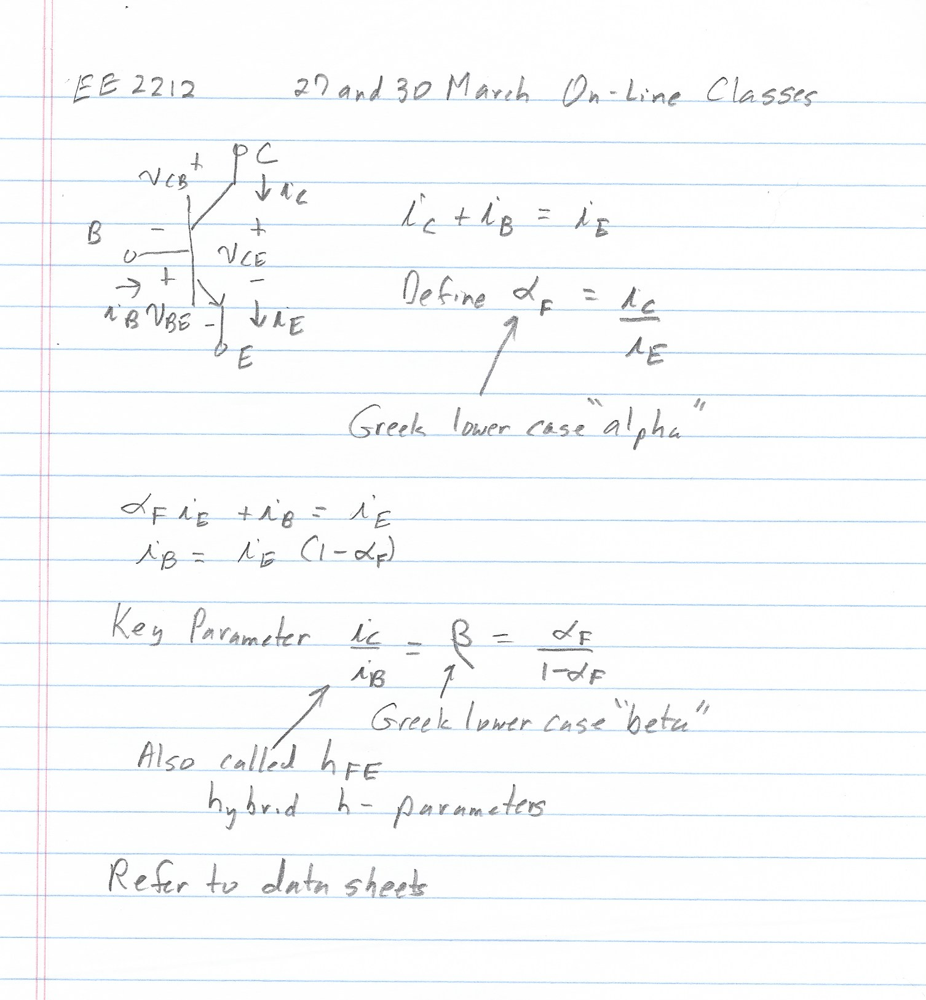 EE 2212 27 and 30 March On-Line Classes
C
v_CB +
↓ i_C
B - +
v_CE
+ -
→
i_B v_BE - ↓ i_E
E
i_C + i_B = i_E
Define α_F = i_C / i_E
Greek lower case "alpha"
α_F i_E + i_B = i_E
i_B = i_E (1 - α_F)
Key Parameter i_C / i_B = β = α_F / 1 - α_F
Greek lower case "beta"
Also called h_FE
hybrid h - parameters
Refer to data sheets